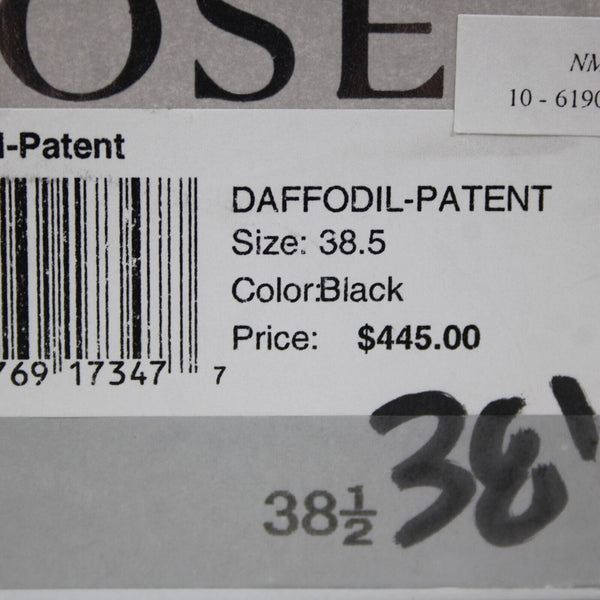 OSE
NM
10 - 6190
l-Patent
DAFFODIL-PATENT
Size: 38.5
Color:Black
Price: $445.00
769 17347 7
38½
38